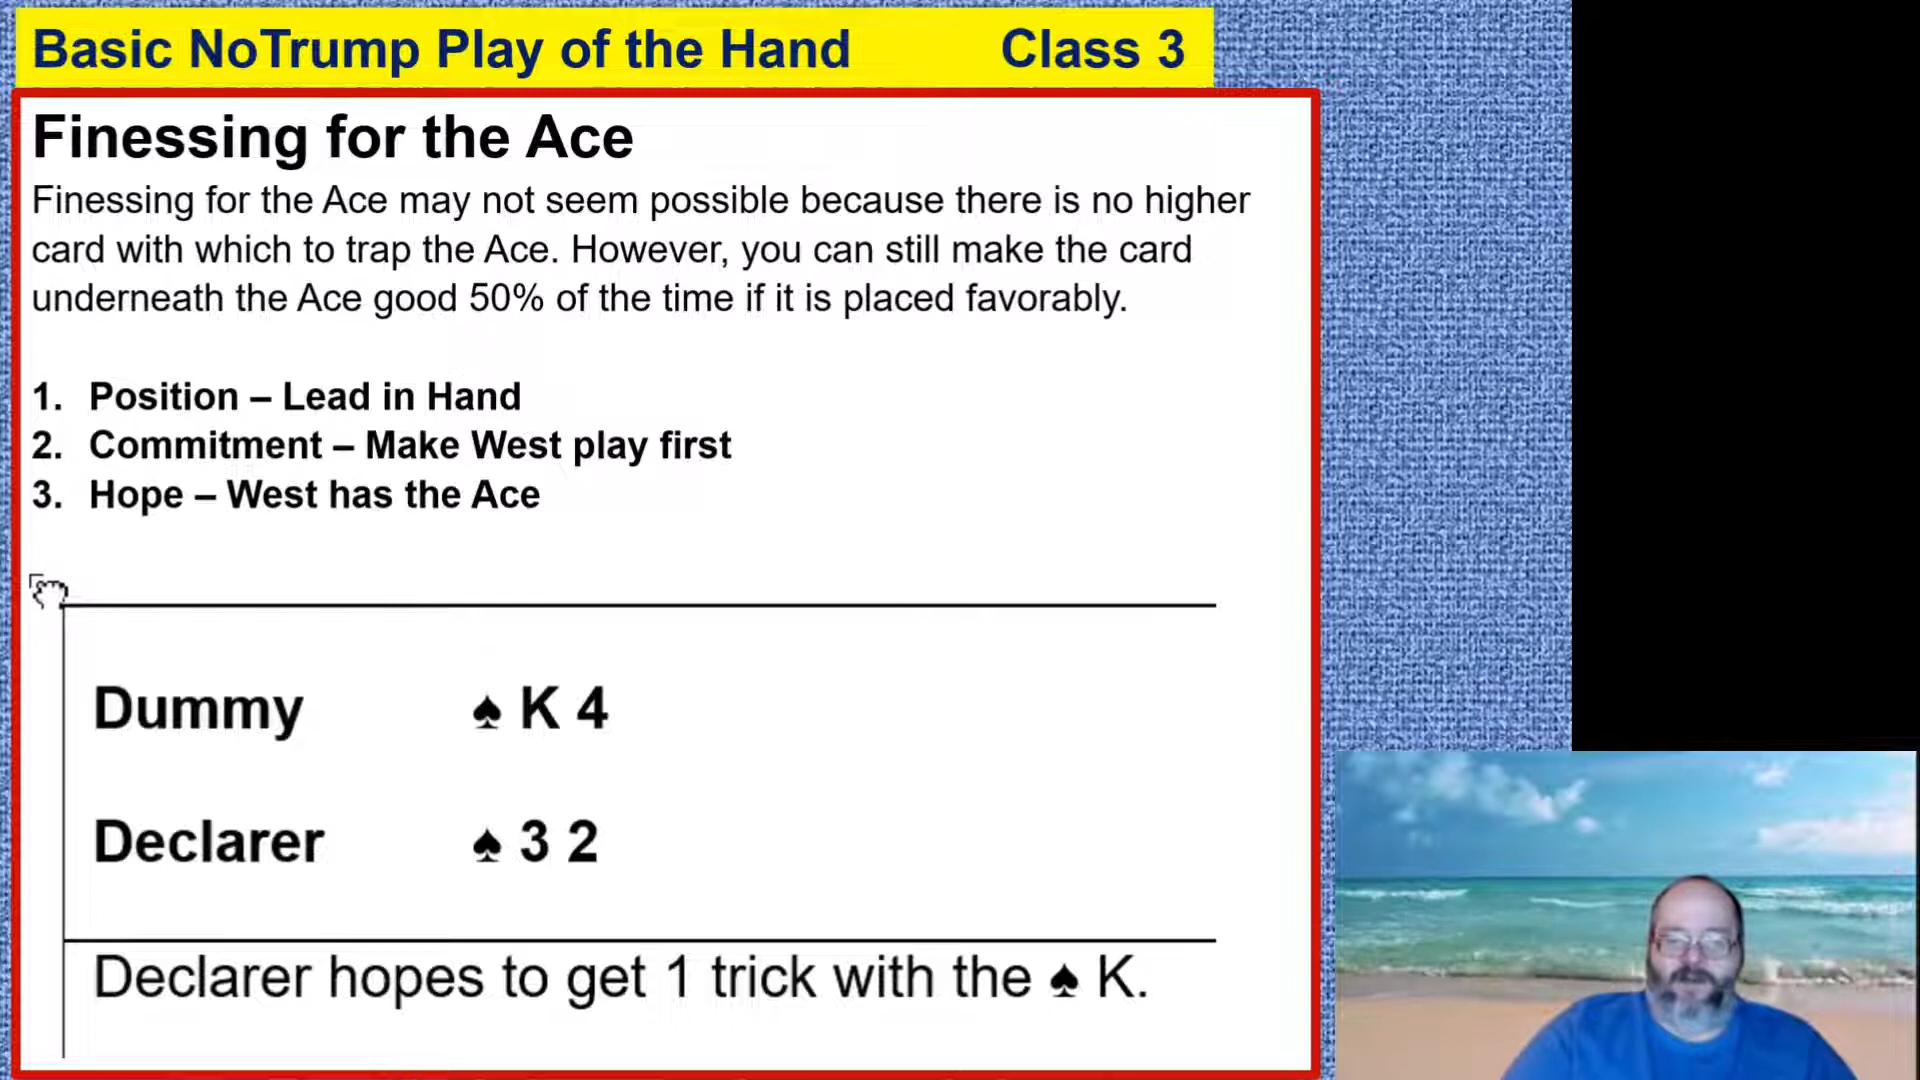 Basic NoTrump Play of the Hand Class 3
Finessing for the Ace
Finessing for the Ace may not seem possible because there is no higher
card with which to trap the Ace. However, you can still make the card
underneath the Ace good 50% of the time if it is placed favorably.
1. Position – Lead in Hand
2. Commitment – Make West play first
3. Hope – West has the Ace
Dummy ♠ K 4
Declarer ♠ 3 2
Declarer hopes to get 1 trick with the ♠ K.